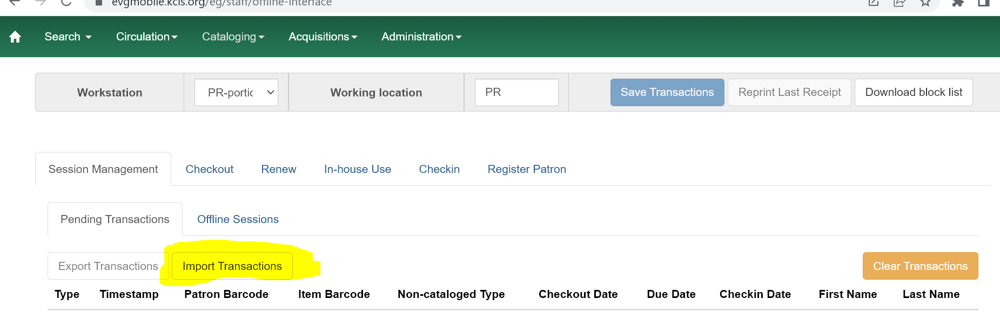 evgmobile.kcls.org/eg/staff/offline-interface
Search Circulation Cataloging Acquisitions Administration
Workstation PR-portic Working location PR Save Transactions Reprint Last Receipt Download block list
Session Management Checkout Renew In-house Use Checkin Register Patron
Pending Transactions Offline Sessions
Export Transactions Import Transactions Clear Transactions
Type Timestamp Patron Barcode Item Barcode Non-cataloged Type Checkout Date Due Date Checkin Date First Name Last Name